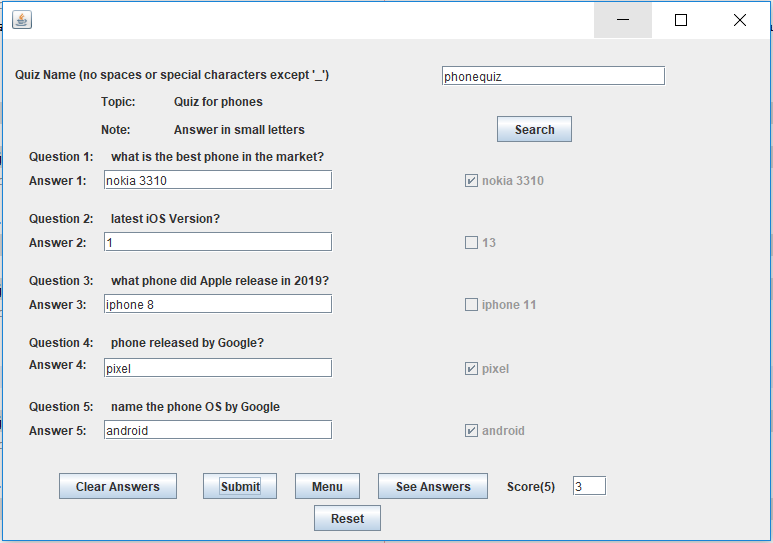 Quiz Name (no spaces or special characters except '_') phonequiz
Topic: Quiz for phones
Note: Answer in small letters Search
Question 1: what is the best phone in the market?
Answer 1: nokia 3310 nokia 3310
Question 2: latest iOS Version?
Answer 2: 1 13
Question 3: what phone did Apple release in 2019?
Answer 3: iphone 8 iphone 11
Question 4: phone released by Google?
Answer 4: pixel pixel
Question 5: name the phone OS by Google
Answer 5: android android
Clear Answers Submit Menu See Answers Score(5) 3
Reset